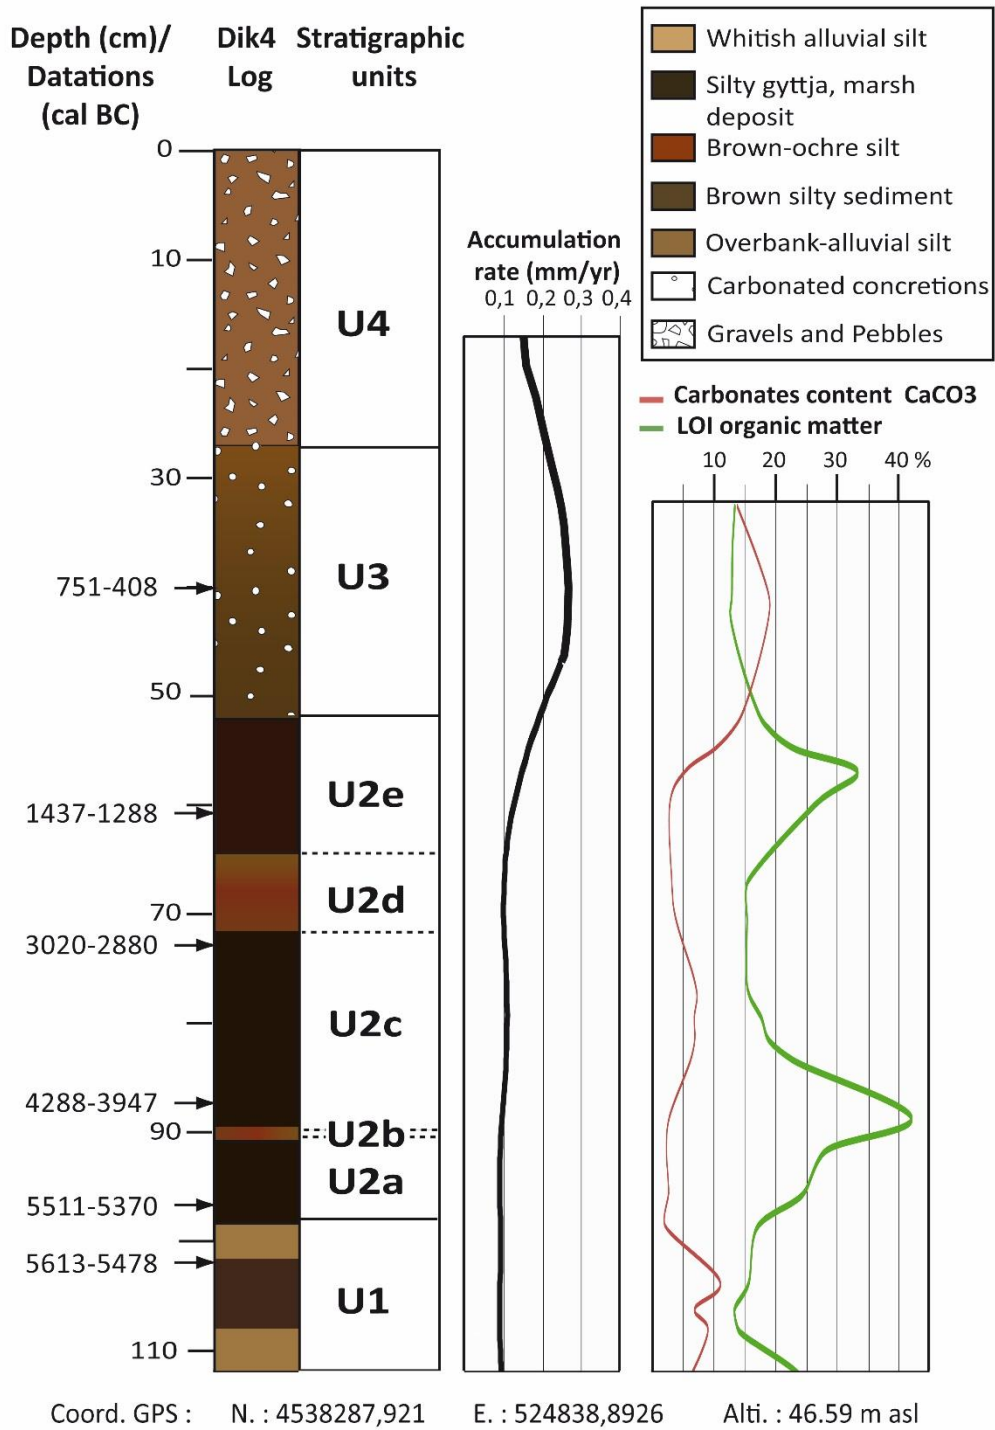 Depth (cm)/
Datations
(cal BC)
Dik4
Log
Stratigraphic
units
0
10
30
751-408
50
1437-1288
70
3020-2880
4288-3947
90
5511-5370
5613-5478
110
U4
U3
U2e
U2d
U2c
U2b
U2a
U1
Accumulation
rate (mm/yr)
0,1 0,2 0,3 0,4
Whitish alluvial silt
Silty gyttja, marsh
deposit
Brown-ochre silt
Brown silty sediment
Overbank-alluvial silt
Carbonated concretions
Gravels and Pebbles
Carbonates content CaCO3
LOI organic matter
10 20 30 40 %
Coord. GPS : N. : 4538287,921 E. : 524838,8926 Alti. : 46.59 m asl